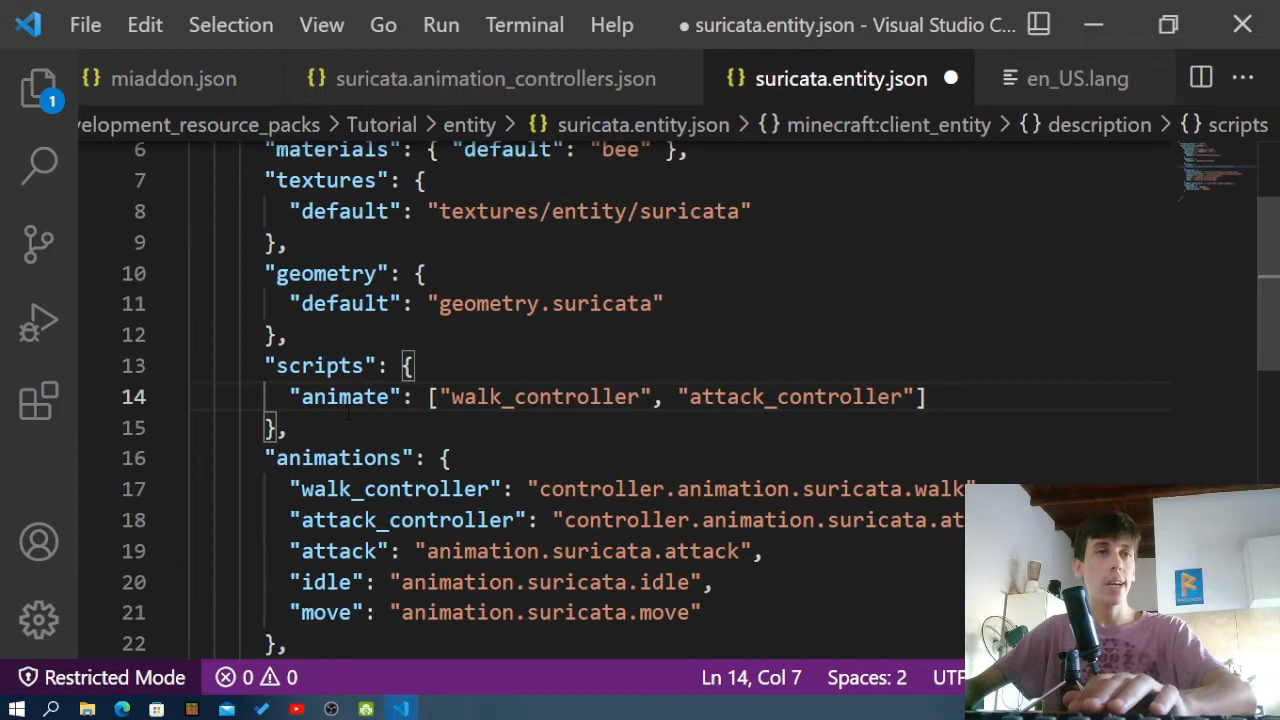 File Edit Selection View Go Run Terminal Help ● suricata.entity.json - Visual Studio C...
{} miaddon.json {} suricata.animation_controllers.json {} suricata.entity.json ● en_US.lang ...
velopment_resource_packs > Tutorial > entity > {} suricata.entity.json > {} minecraft:client_entity > {} description > {} scripts
6 "materials": { "default": "bee" },
7 "textures": {
8 "default": "textures/entity/suricata"
9 },
10 "geometry": {
11 "default": "geometry.suricata"
12 },
13 "scripts": {
14 "animate": ["walk_controller", "attack_controller"]
15 },
16 "animations": {
17 "walk_controller": "controller.animation.suricata.walk"
18 "attack_controller": "controller.animation.suricata.at
19 "attack": "animation.suricata.attack",
20 "idle": "animation.suricata.idle",
21 "move": "animation.suricata.move"
22 },
1
Restricted Mode 0 0 Ln 14, Col 7 Spaces: 2 UTF